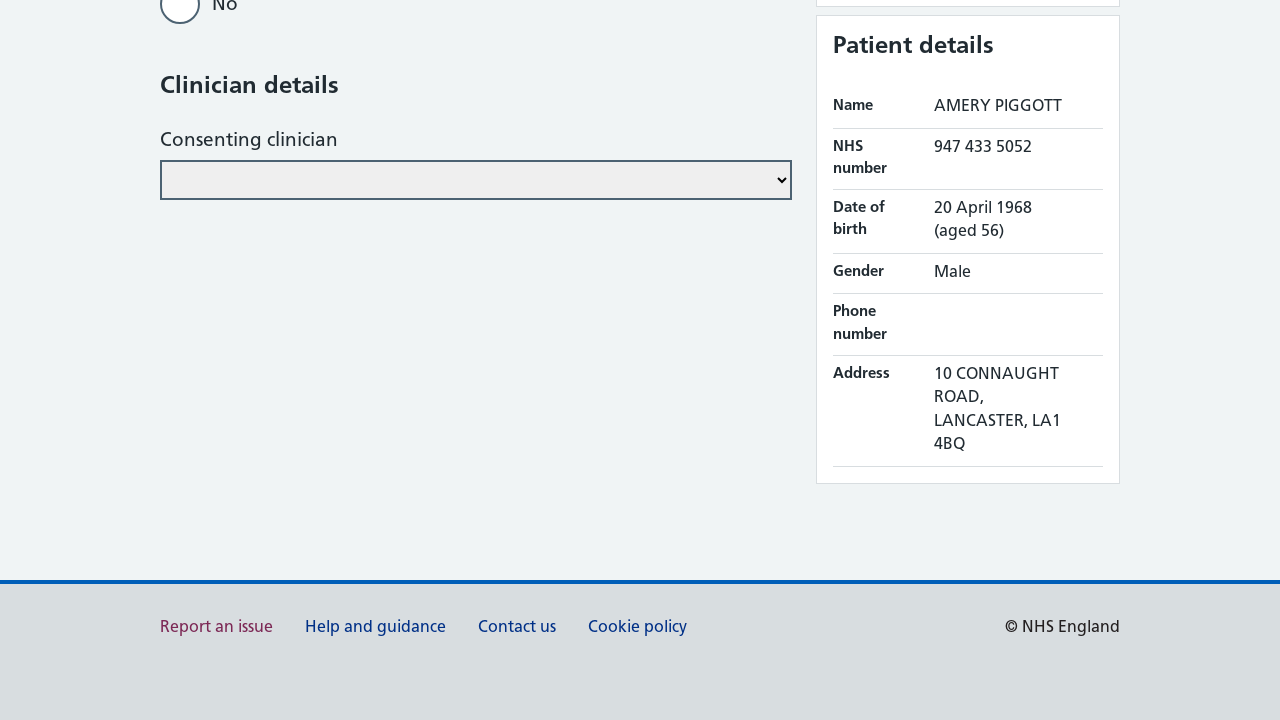 No
Clinician details
Consenting clinician
Patient details
Name AMERY PIGGOTT
NHS number 947 433 5052
Date of birth 20 April 1968 (aged 56)
Gender Male
Phone number
Address 10 CONNAUGHT ROAD, LANCASTER, LA1 4BQ
Report an issue Help and guidance Contact us Cookie policy © NHS England